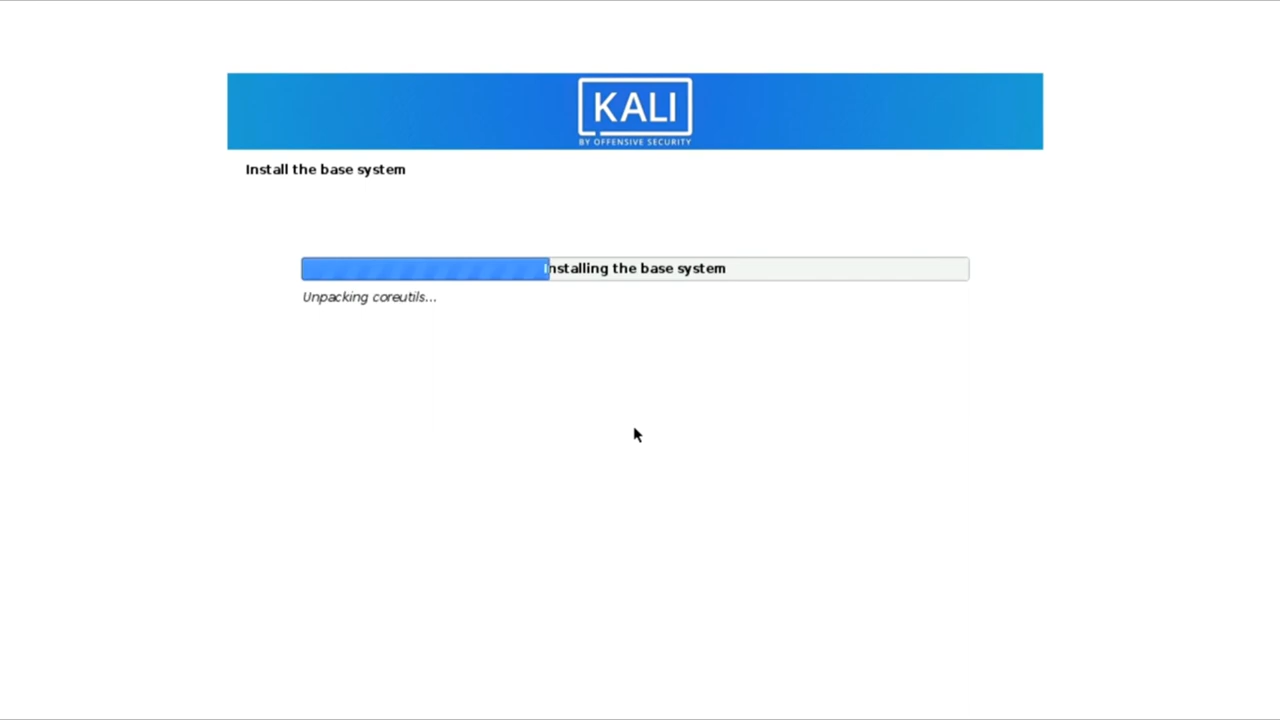 KALI
BY OFFENSIVE SECURITY
Install the base system
Installing the base system
Unpacking coreutils...